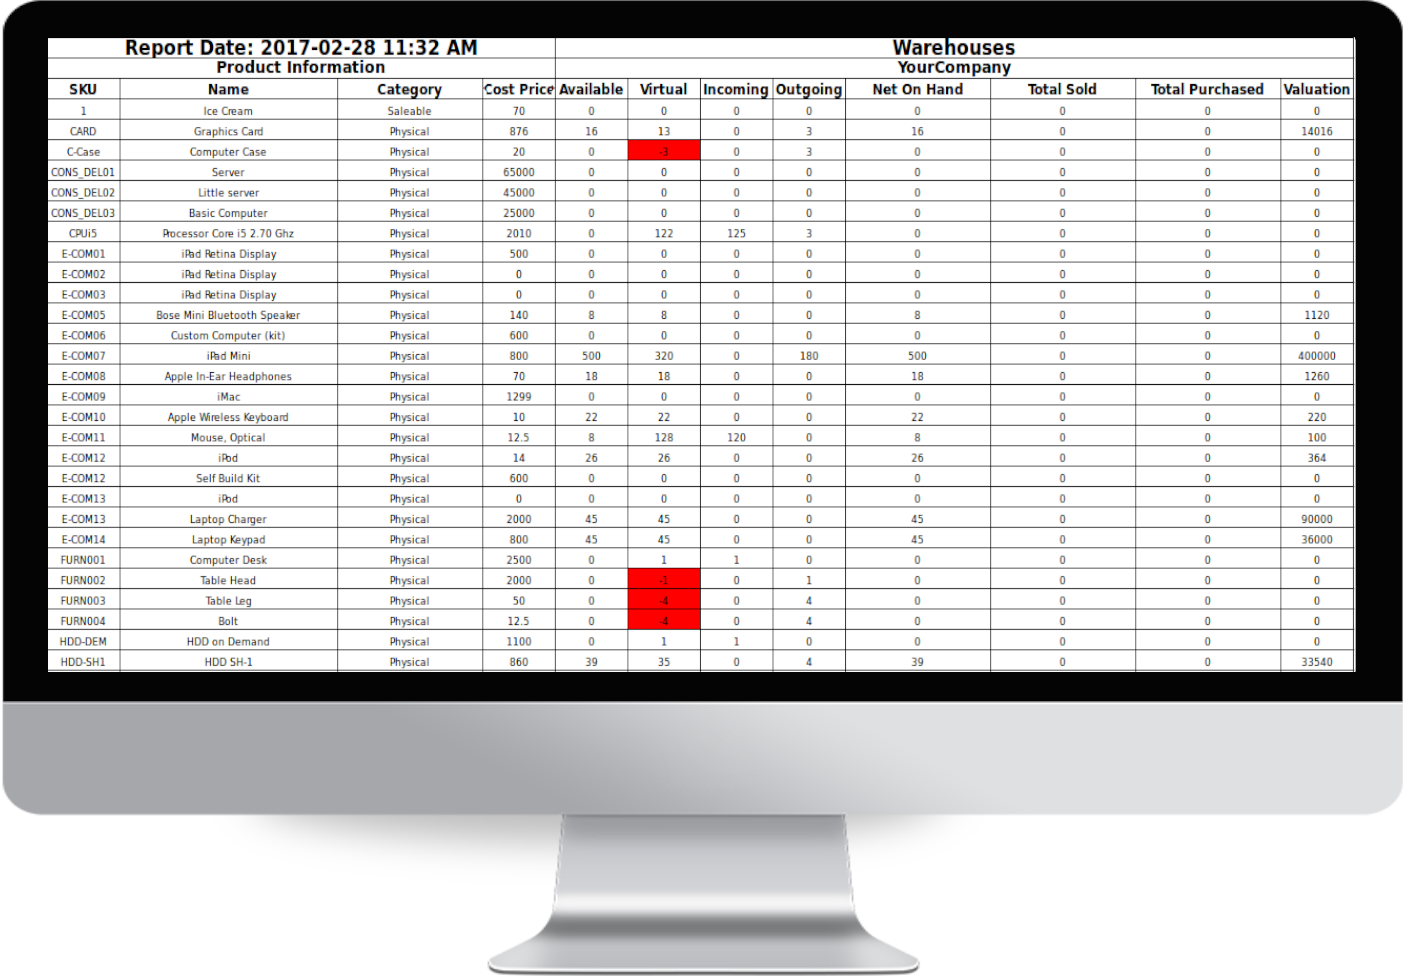 Report Date: 2017-02-28 11:32 AM Warehouses
Product Information YourCompany
SKU Name Category Cost Price Available Virtual Incoming Outgoing Net On Hand Total Sold Total Purchased Valuation
1 Ice Cream Saleable 70 0 0 0 0 0 0 0 0
CARD Graphics Card Physical 876 16 13 0 3 16 0 0 14016
C-Case Computer Case Physical 20 0 -3 0 3 0 0 0 0
CONS_DEL01 Server Physical 65000 0 0 0 0 0 0 0 0
CONS_DEL02 Little server Physical 45000 0 0 0 0 0 0 0 0
CONS_DEL03 Basic Computer Physical 25000 0 0 0 0 0 0 0 0
CPUi5 Processor Core i5 2.70 Ghz Physical 2010 0 122 125 3 0 0 0 0
E-COM01 iPad Retina Display Physical 500 0 0 0 0 0 0 0 0
E-COM02 iPad Retina Display Physical 0 0 0 0 0 0 0 0 0
E-COM03 iPad Retina Display Physical 0 0 0 0 0 0 0 0 0
E-COM05 Bose Mini Bluetooth Speaker Physical 140 8 8 0 0 8 0 0 1120
E-COM06 Custom Computer (kit) Physical 600 0 0 0 0 0 0 0 0
E-COM07 iPad Mini Physical 800 500 320 0 180 500 0 0 400000
E-COM08 Apple In-Ear Headphones Physical 70 18 18 0 0 18 0 0 1260
E-COM09 iMac Physical 1299 0 0 0 0 0 0 0 0
E-COM10 Apple Wireless Keyboard Physical 10 22 22 0 0 22 0 0 220
E-COM11 Mouse, Optical Physical 12.5 8 128 120 0 8 0 0 100
E-COM12 iPod Physical 14 26 26 0 0 26 0 0 364
E-COM12 Self Build Kit Physical 600 0 0 0 0 0 0 0 0
E-COM13 iPod Physical 0 0 0 0 0 0 0 0 0
E-COM13 Laptop Charger Physical 2000 45 45 0 0 45 0 0 90000
E-COM14 Laptop Keypad Physical 800 45 45 0 0 45 0 0 36000
FURN001 Computer Desk Physical 2500 0 1 1 0 0 0 0 0
FURN002 Table Head Physical 2000 0 -1 0 1 0 0 0 0
FURN003 Table Leg Physical 50 0 -4 0 4 0 0 0 0
FURN004 Bolt Physical 12.5 0 -4 0 4 0 0 0 0
HDD-DEM HDD on Demand Physical 1100 0 1 1 0 0 0 0 0
HDD-SH1 HDD SH-1 Physical 860 39 35 0 4 39 0 0 33540